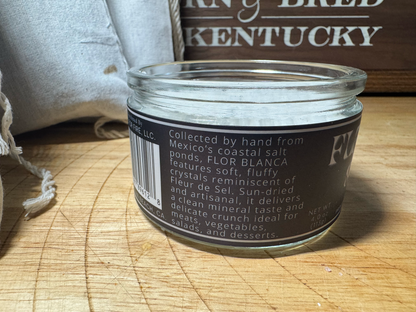 & BRED
KENTUCKY
LLC.
Collected by hand from
Mexico's coastal salt
ponds, FLOR BLANCA
features soft, fluffy
crystals reminiscent of
Fleur de Sel. Sun-dried
and artisanal, it delivers
a clean mineral taste and
delicate crunch ideal for
meats, vegetables,
salads, and desserts.
NET